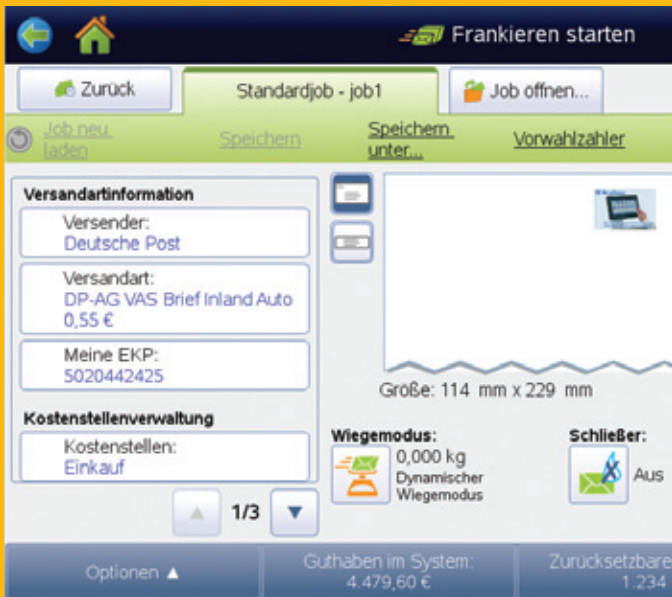 Frankieren starten
Zurück
Standardjob - job1
Job öffnen...
Job neu
laden
Speichern
Speichern
unter...
Vorwahlzähler
Versandartinformation
Versender:
Deutsche Post
Versandart:
DP-AG VAS Brief Inland Auto
0,55 €
Meine EKP:
5020442425
Kostenstellenverwaltung
Kostenstellen:
Einkauf
1/3
Größe: 114 mm x 229 mm
Wiegemodus:
0,000 kg
Dynamischer
Wiegemodus
Schließer:
Aus
Optionen
Guthaben im System:
4.479,60 €
Zurücksetzbare
1.234